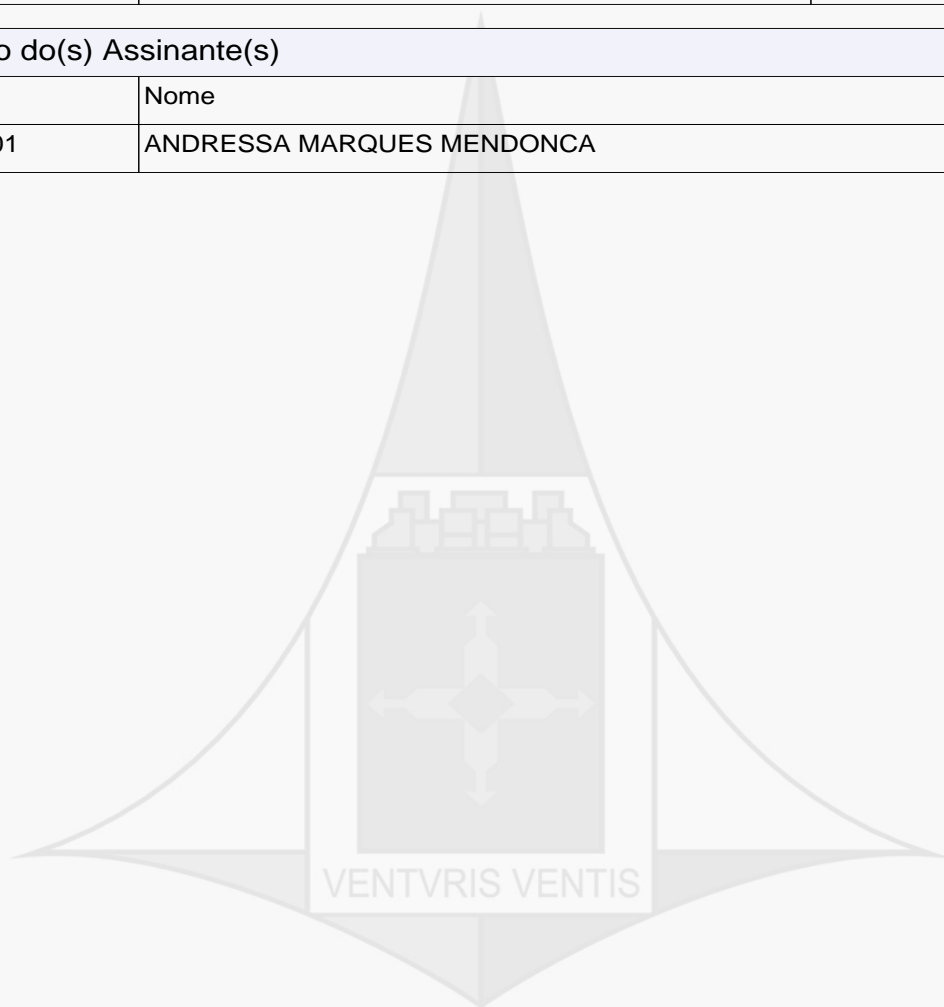 o do(s) Assinante(s)
Nome
01 ANDRESSA MARQUES MENDONCA
VENTVRIS VENTIS